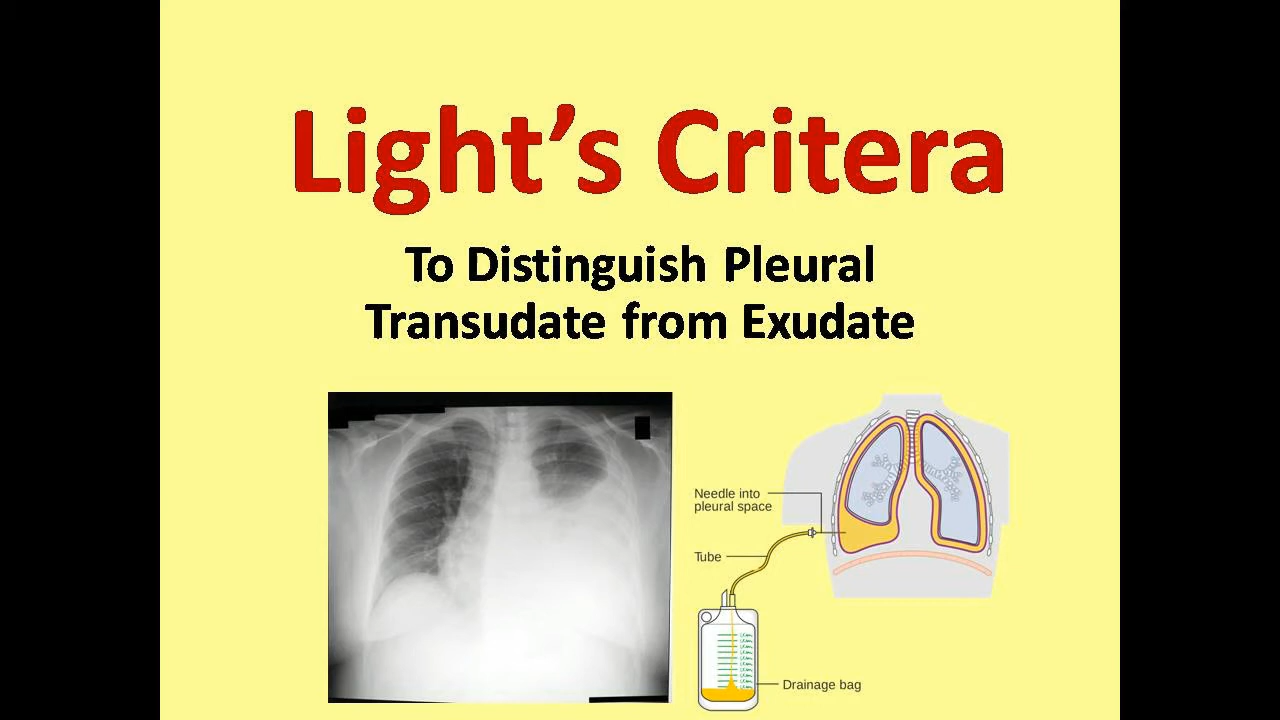 Light’s Critera
To Distinguish Pleural
Transudate from Exudate
Needle into
pleural space
Tube
Drainage bag